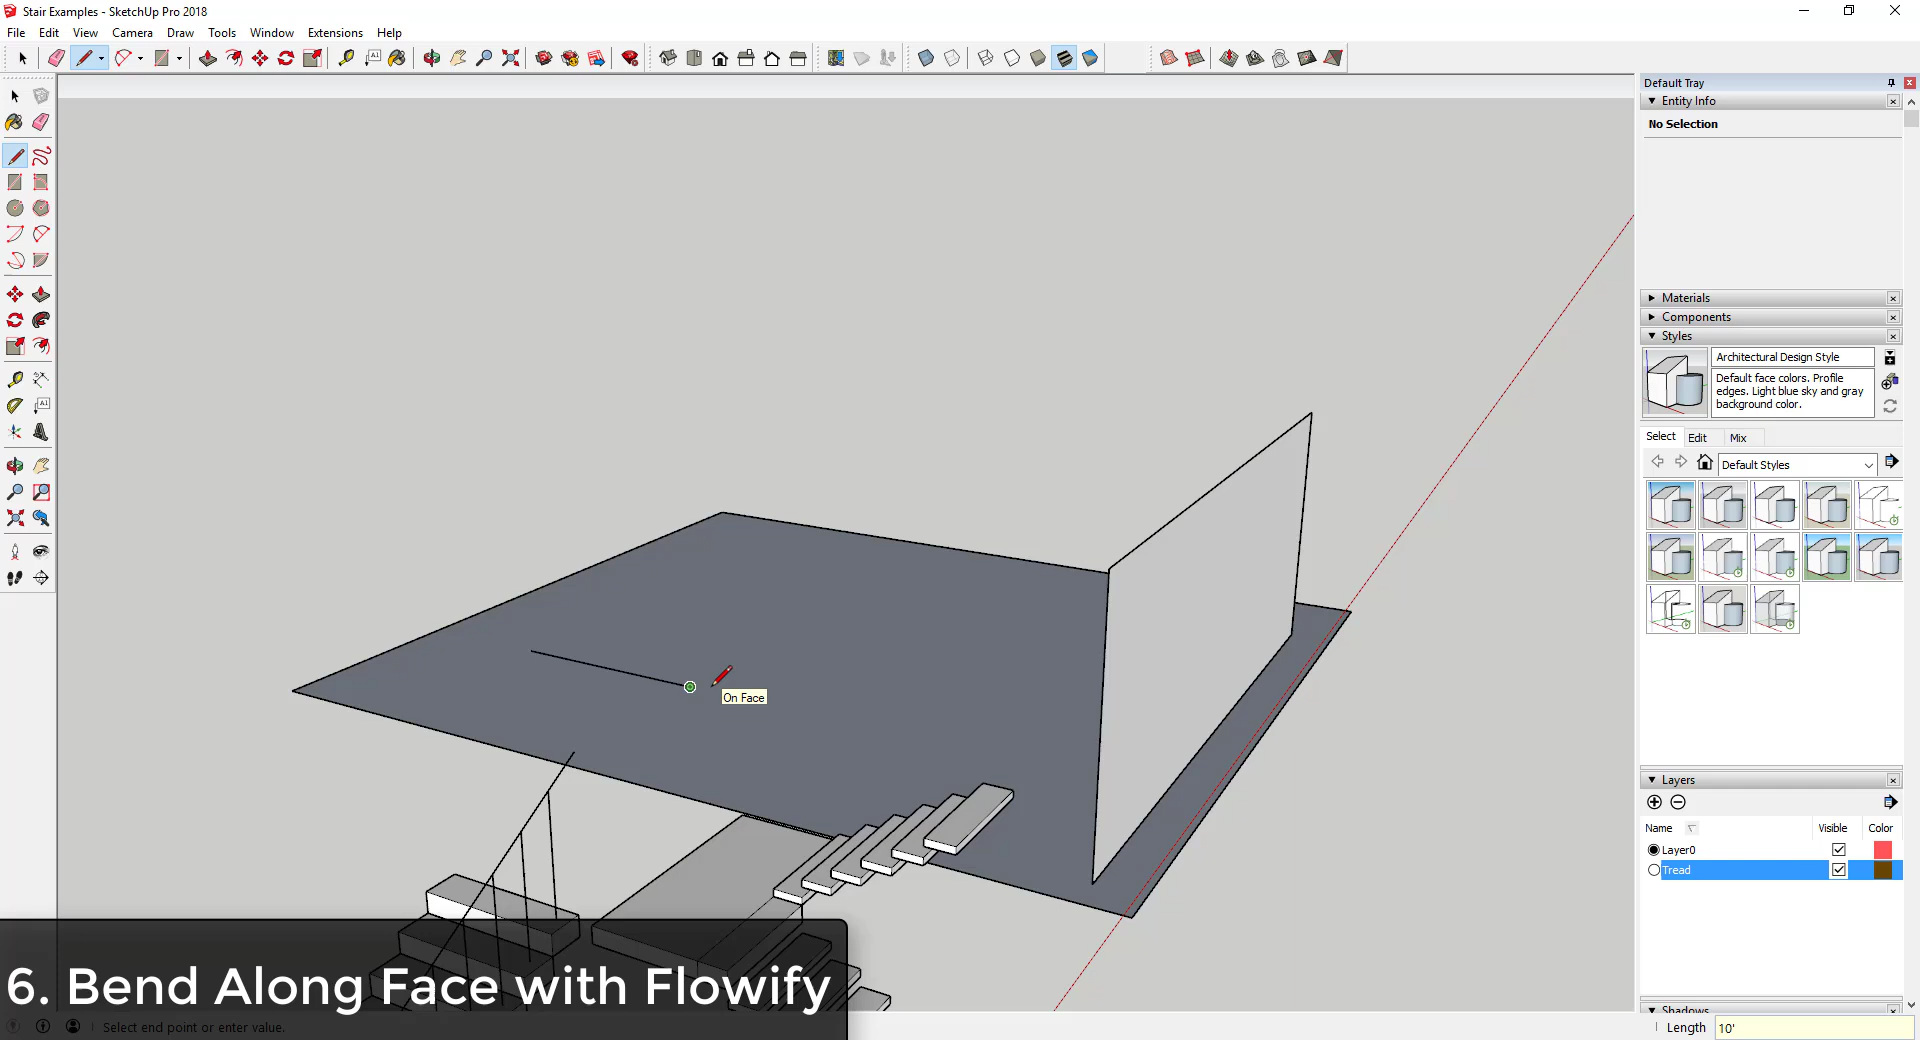 Stair Examples - SketchUp Pro 2018
File Edit View Camera Draw Tools Window Extensions Help
Default Tray
Entity Info
No Selection
Materials
Components
Styles
Architectural Design Style
Default face colors. Profile
edges. Light blue sky and gray
background color.
Select Edit Mix
Default Styles
On Face
Layers
Name Visible Color
Layer0
Tread
Shadows
6. Bend Along Face with Flowify
Select end point or enter value.
Length 10'